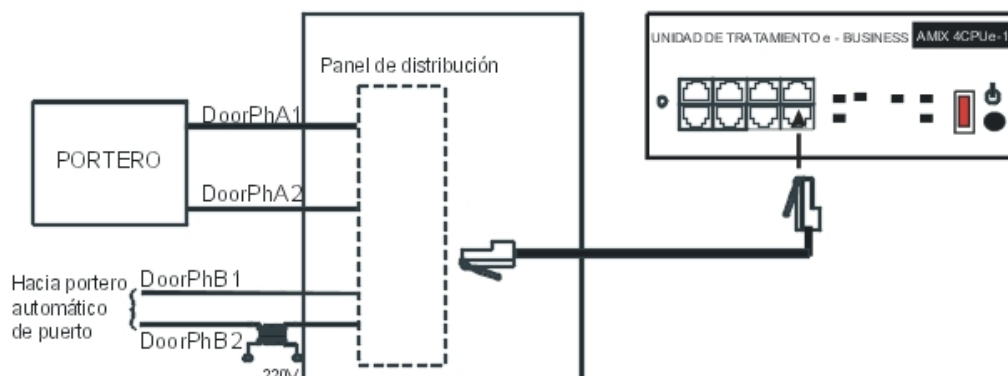 UNIDAD DE TRATAMIENTO e - BUSINESS AMIX 4CPUe-1
Panel de distribución
DoorPhA1
PORTERO
DoorPhA2
Hacia portero
automático
de puerto
DoorPhB1
DoorPhB2
220V